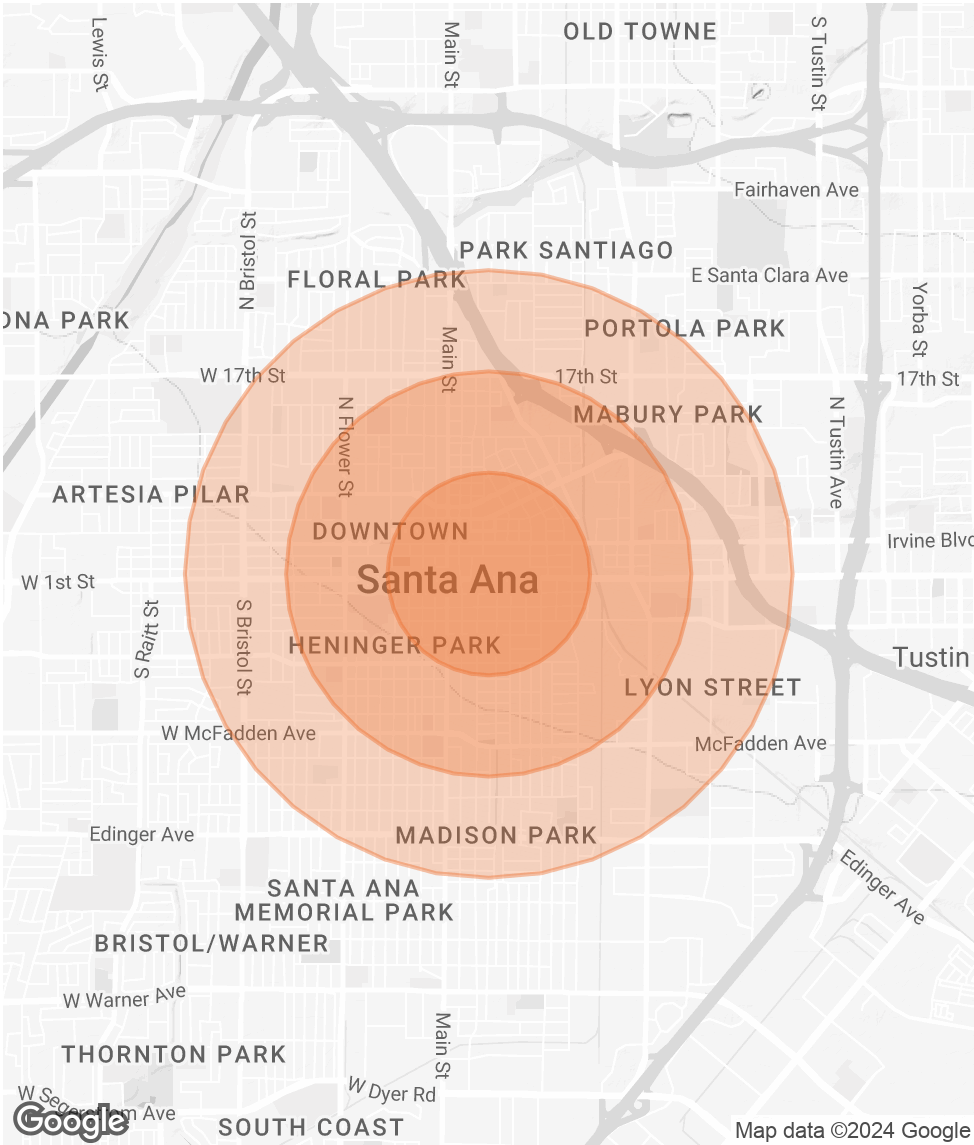 OLD TOWNE
Lewis St
Main St
S Tustin St
Fairhaven Ave
N Bristol St
PARK SANTIAGO
FLORAL PARK
E Santa Clara Ave
ONA PARK
PORTOLA PARK
Yorba St
Main St
W 17th St
17th St
17th St
MABURY PARK
N Flower St
N Tustin Ave
ARTESIA PILAR
DOWNTOWN
Irvine Blvd
Santa Ana
W 1st St
S Raitt St
S Bristol St
HENINGER PARK
Tustin
LYON STREET
W McFadden Ave
McFadden Ave
Edinger Ave
MADISON PARK
Edinger Ave
SANTA ANA
MEMORIAL PARK
BRISTOL/WARNER
W Warner Ave
Main St
THORNTON PARK
W Dyer Rd
W Segerstrom Ave
Google
SOUTH COAST
Map data ©2024 Google